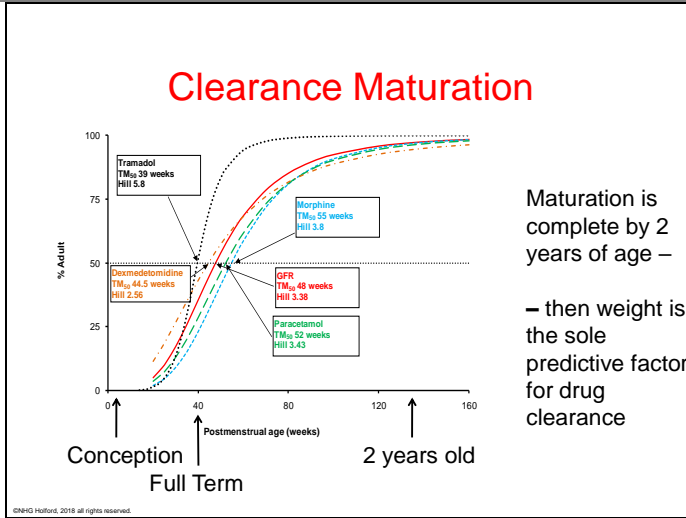 Clearance Maturation
100
75
50
25
0
% Adult
Tramadol
TM50 39 weeks
Hill 5.8
Morphine
TM50 55 weeks
Hill 3.8
Dexmedetomidine
TM50 44.5 weeks
Hill 2.56
GFR
TM50 48 weeks
Hill 3.38
Paracetamol
TM50 52 weeks
Hill 3.43
0 40 80 120 160
Postmenstrual age (weeks)
Conception
Full Term
2 years old
Maturation is
complete by 2
years of age –
– then weight is
the sole
predictive factor
for drug
clearance
©NHG Holford, 2018 all rights reserved.